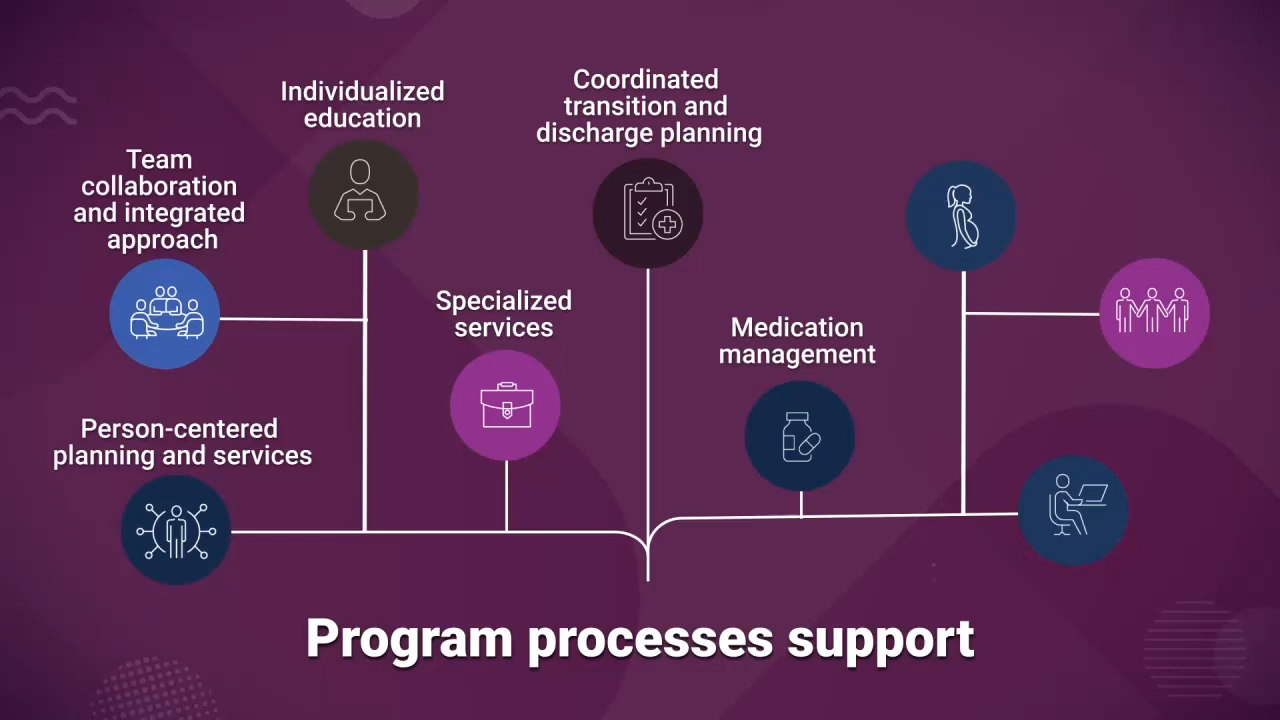 Individualized
education
Coordinated
transition and
discharge planning
Team
collaboration
and integrated
approach
Specialized
services
Medication
management
Person-centered
planning and services
Program processes support